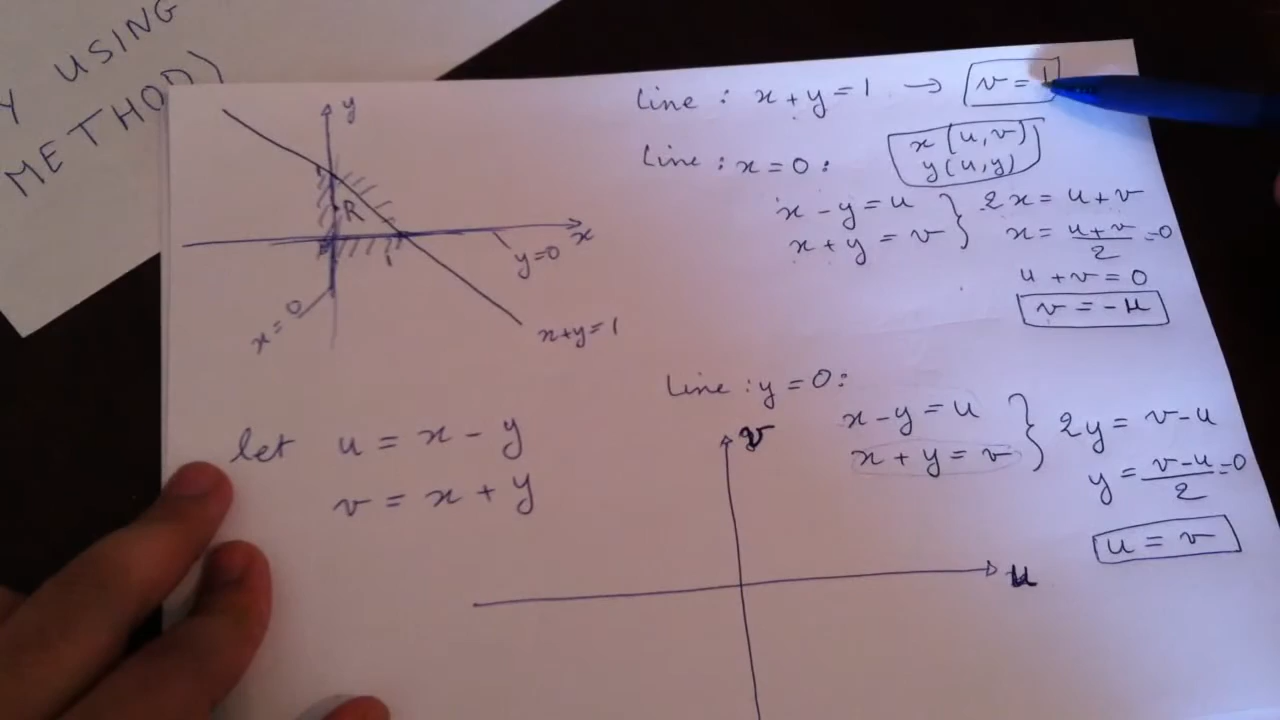 Y USING
METHOD)
y
R
1
x
y=0
x=0
x+y=1
let u = x - y
v = x + y
Line : x+y=1 → v = 1
Line : x=0 :
x (u,v)
y (u,y)
x - y = u } 2x = u+v
x + y = v x = u+v/2 =0
u + v = 0
v = -u
Line : y=0:
x - y = u } 2y = v-u
x + y = v y = v-u/2 =0
u = v
v
u